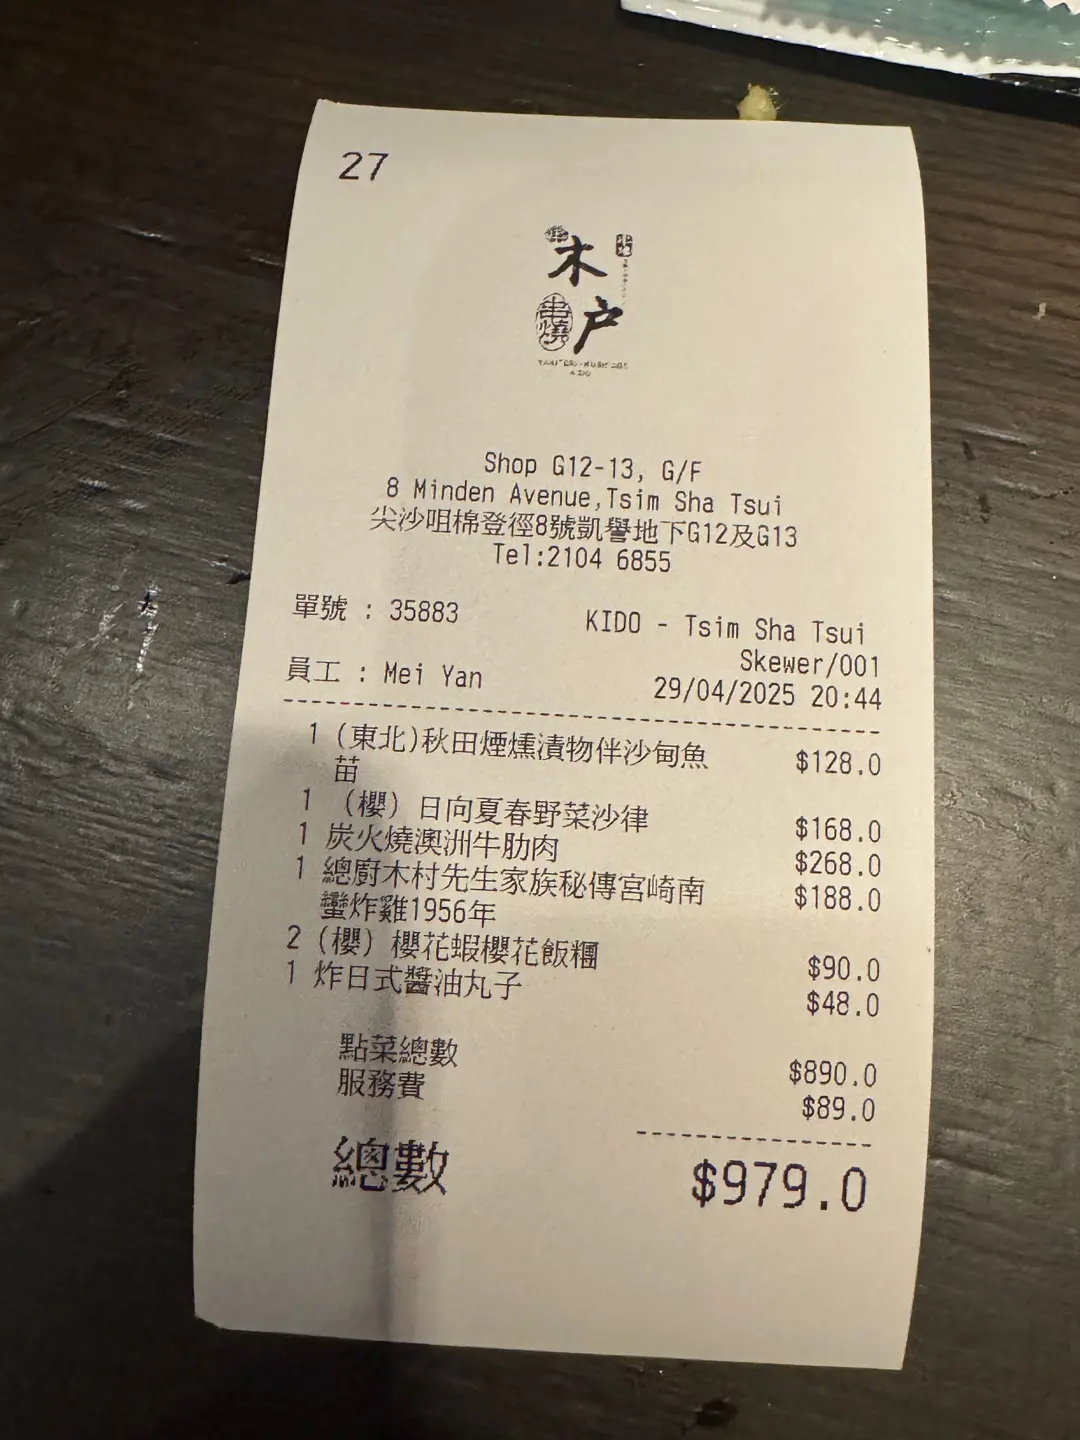 27
木
户
串燒
Shop G12-13, G/F
8 Minden Avenue,Tsim Sha Tsui
尖沙咀棉登徑8號凱譽地下G12及G13
Tel:2104 6855
單號 : 35883
KIDO - Tsim Sha Tsui
Skewer/001
員工 : Mei Yan
29/04/2025 20:44
1 (東北)秋田煙燻漬物伴沙甸魚 $128.0
苗
1 (櫻) 日向夏春野菜沙律 $168.0
1 炭火燒澳洲牛肋肉 $268.0
1 總廚木村先生家族秘傳宮崎南 $188.0
蠻炸雞1956年
2 (櫻) 櫻花蝦櫻花飯糰 $90.0
1 炸日式醬油丸子 $48.0
點菜總數 $890.0
服務費 $89.0
總數 $979.0